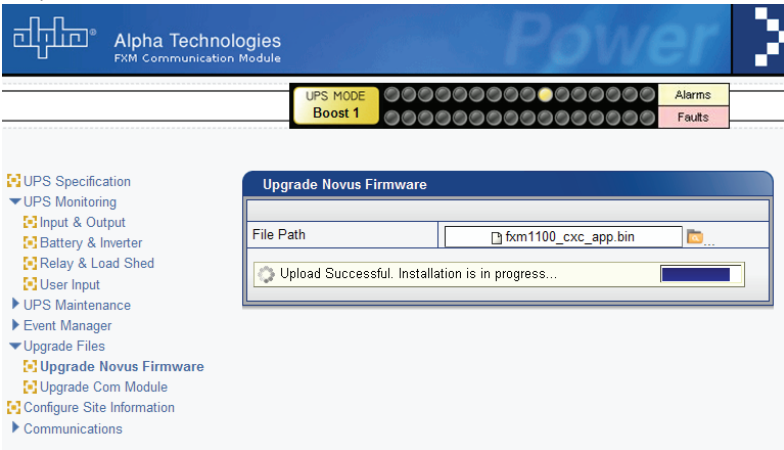 alpha®
Alpha Technologies
FXM Communication Module
Power
UPS MODE
Boost 1
Alarms
Faults
UPS Specification
UPS Monitoring
Input & Output
Battery & Inverter
Relay & Load Shed
User Input
UPS Maintenance
Event Manager
Upgrade Files
Upgrade Novus Firmware
Upgrade Com Module
Configure Site Information
Communications
Upgrade Novus Firmware
File Path
fxm1100_cxc_app.bin
...
Upload Successful. Installation is in progress...